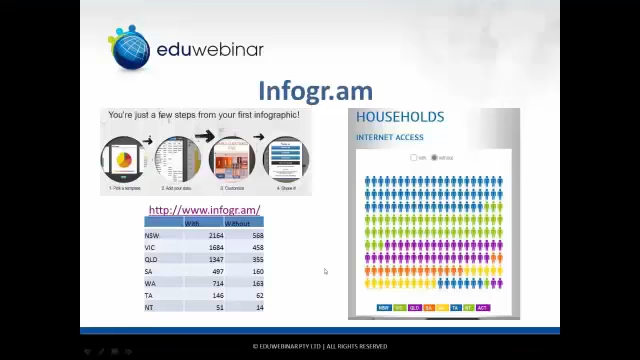 eduwebinar
Infogr.am
You're just a few steps from your first infographic!
1. Pick a template
2. Add your data
3. Customize
4. Share it!
http://www.infogr.am/
With Without
NSW 2164 568
VIC 1684 458
QLD 1347 355
SA 497 160
WA 714 163
TA 146 62
NT 51 14
HOUSEHOLDS
INTERNET ACCESS
with without
NSW VIC QLD SA WA TA NT ACT
© EDUWEBINAR PTY LTD | ALL RIGHTS RESERVED